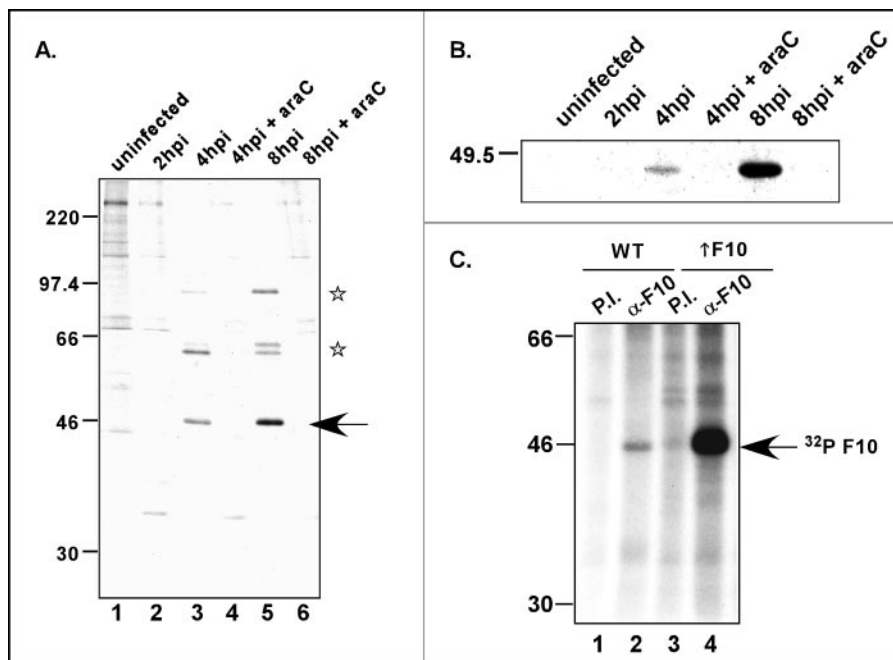 A.
uninfected
2hpi
4hpi
4hpi + araC
8hpi
8hpi + araC
220
97.4
66
46
30
1 2 3 4 5 6
B.
uninfected
2hpi
4hpi
4hpi + araC
8hpi
8hpi + araC
49.5
C.
WT ↑F10
P.I. α-F10 P.I. α-F10
66
46
32P F10
30
1 2 3 4